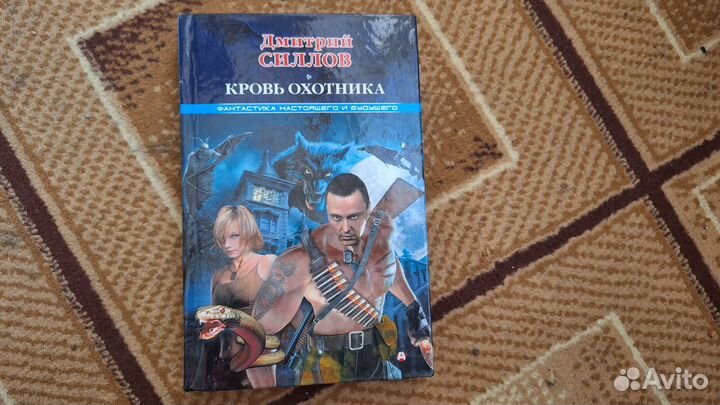 Дмитрий
СИЛЛОВ
КРОВЬ ОХОТНИКА
ФАНТАСТИКА НАСТОЯЩЕГО И БУДУЩЕГО
Avito